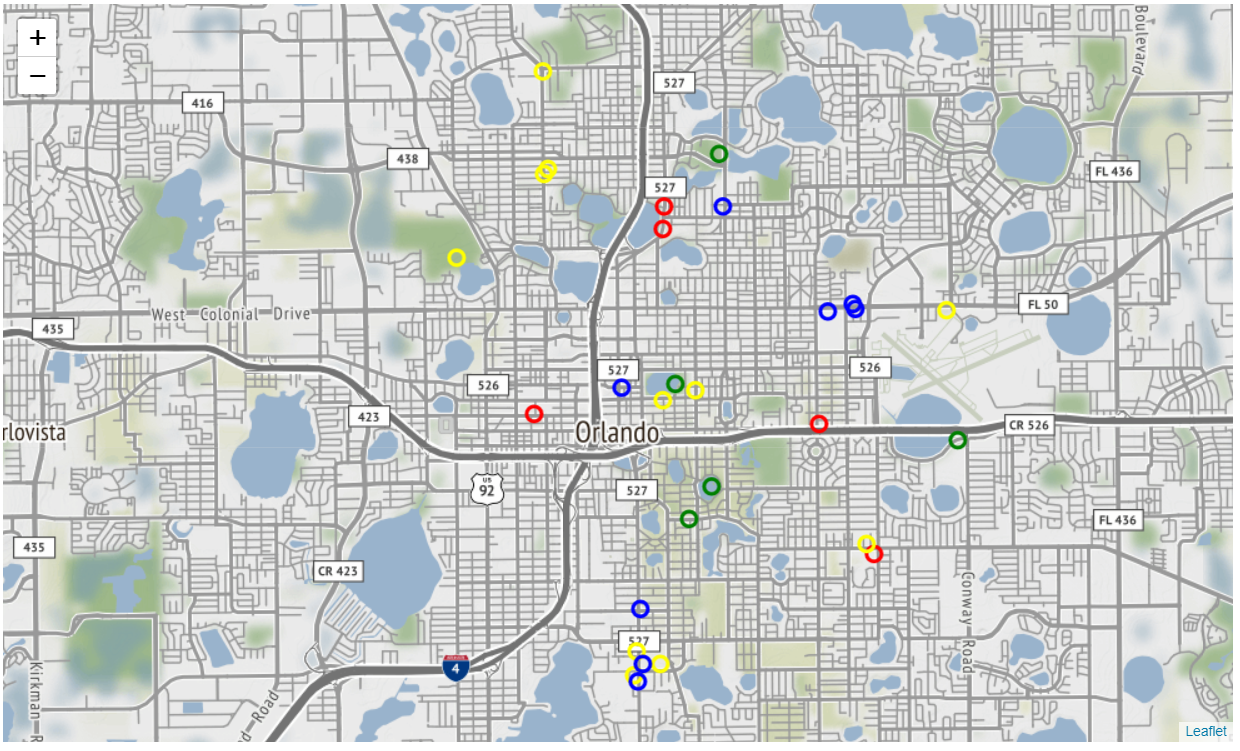 +
−
Boulevard
527
416
438
FL 436
527
West Colonial Drive
FL 50
435
527
526
526
423
rlovista
Orlando
CR 526
US
92
527
FL 436
435
CR 423
Conway Road
527
4
Kirkman R
d Road
Leaflet